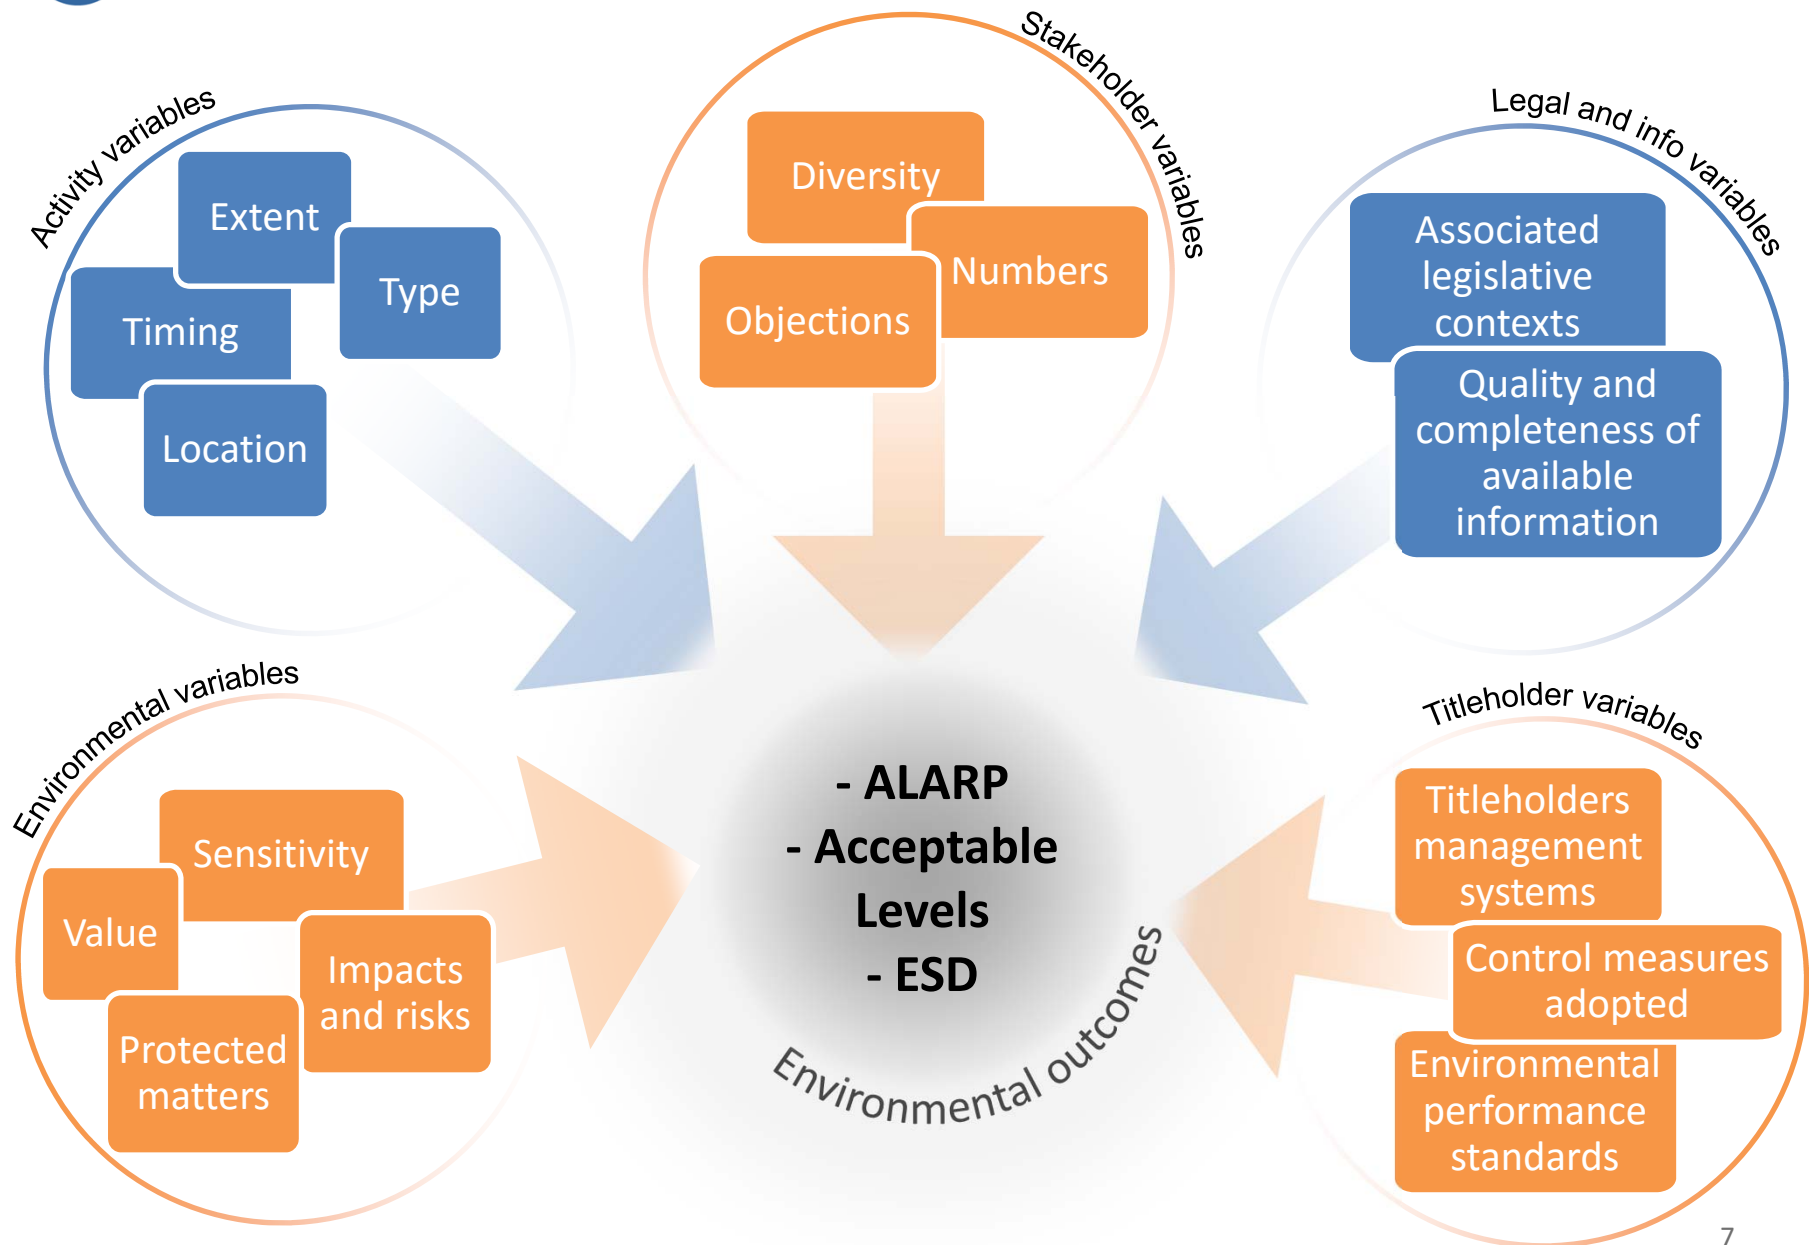 Activity variables
Extent
Type
Timing
Location
Stakeholder variables
Diversity
Numbers
Objections
Legal and info variables
Associated
legislative
contexts
Quality and
completeness of
available
information
Environmental variables
Sensitivity
Value
Impacts
and risks
Protected
matters
- ALARP
- Acceptable
Levels
- ESD
Environmental outcomes
Titleholder variables
Titleholders
management
systems
Control measures
adopted
Environmental
performance
standards
7